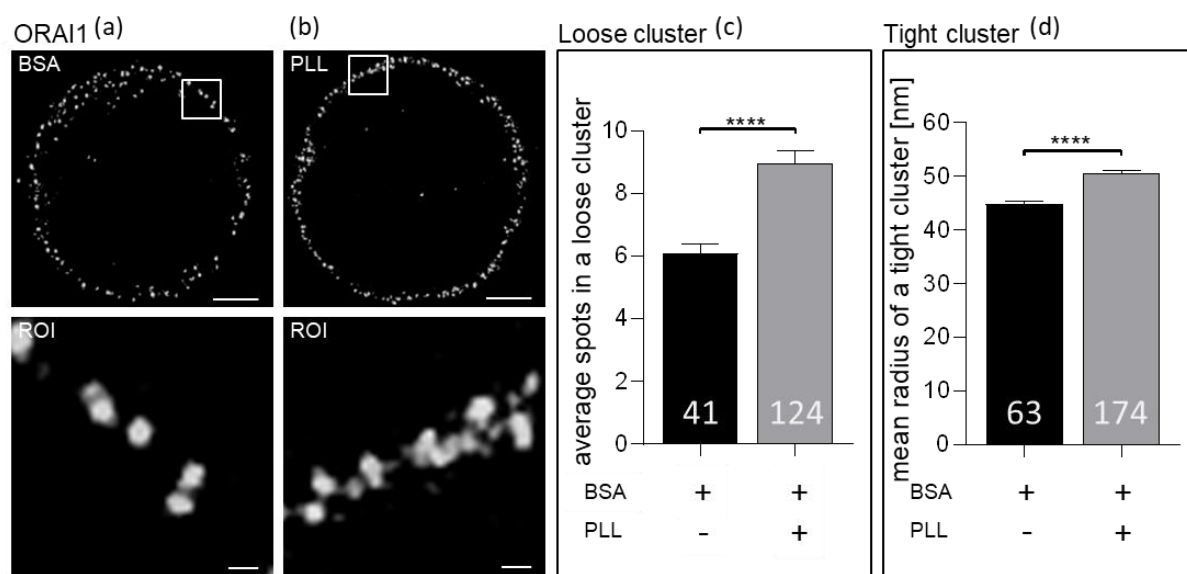 ORAI1 (a)
BSA
ROI
(b)
PLL
ROI
Loose cluster (c)
average spots in a loose cluster
10
8
6
4
2
0
****
41
124
BSA + +
PLL - +
Tight cluster (d)
mean radius of a tight cluster [nm]
60
50
40
30
20
10
0
****
63
174
BSA + +
PLL - +